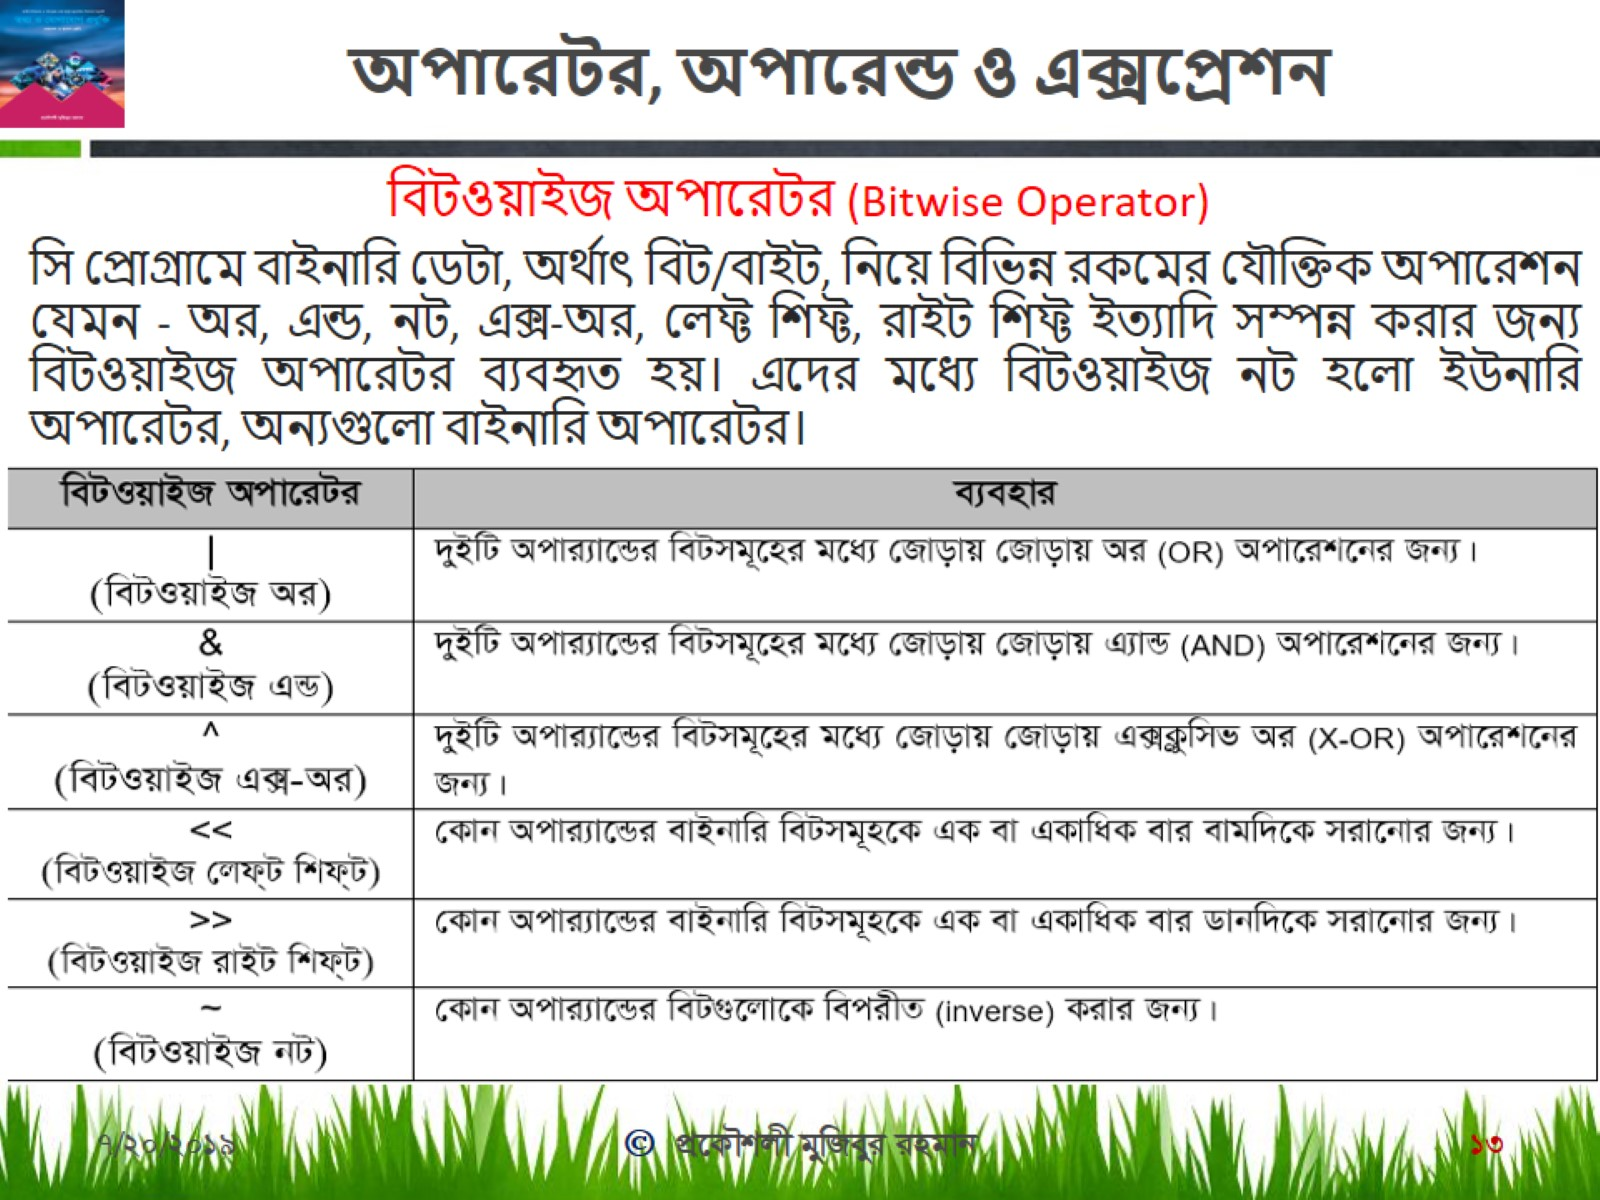 অপারেটর, অপারেন্ড ও এক্সপ্রেশন
বিটওয়াইজ অপারেটর (Bitwise Operator)
সি প্রোগ্রামে বাইনারি ডেটা, অর্থাৎ বিট/বাইট, নিয়ে বিভিন্ন রকমের যৌক্তিক অপারেশন
যেমন - অর, এন্ড, নট, এক্স-অর, লেফ্ট শিফ্ট, রাইট শিফ্ট ইত্যাদি সম্পন্ন করার জন্য
বিটওয়াইজ অপারেটর ব্যবহৃত হয়। এদের মধ্যে বিটওয়াইজ নট হলো ইউনারি
অপারেটর, অন্যগুলো বাইনারি অপারেটর।
বিটওয়াইজ অপারেটর ব্যবহার
|
(বিটওয়াইজ অর)
দুইটি অপার‍্যান্ডের বিটসমূহের মধ্যে জোড়ায় জোড়ায় অর (OR) অপারেশনের জন্য।
&
(বিটওয়াইজ এন্ড)
দুইটি অপার‍্যান্ডের বিটসমূহের মধ্যে জোড়ায় জোড়ায় এ্যান্ড (AND) অপারেশনের জন্য।
^
(বিটওয়াইজ এক্স-অর)
দুইটি অপার‍্যান্ডের বিটসমূহের মধ্যে জোড়ায় জোড়ায় এক্সক্লুসিভ অর (X-OR) অপারেশনের
জন্য।
<<
(বিটওয়াইজ লেফ্‌ট শিফ্‌ট)
কোন অপার‍্যান্ডের বাইনারি বিটসমূহকে এক বা একাধিক বার বামদিকে সরানোর জন্য।
>>
(বিটওয়াইজ রাইট শিফ্‌ট)
কোন অপার‍্যান্ডের বাইনারি বিটসমূহকে এক বা একাধিক বার ডানদিকে সরানোর জন্য।
~
(বিটওয়াইজ নট)
কোন অপার‍্যান্ডের বিটগুলোকে বিপরীত (inverse) করার জন্য।
৭/২০/২০১৯
© প্রকৌশলী মুজিবুর রহমান
১৩